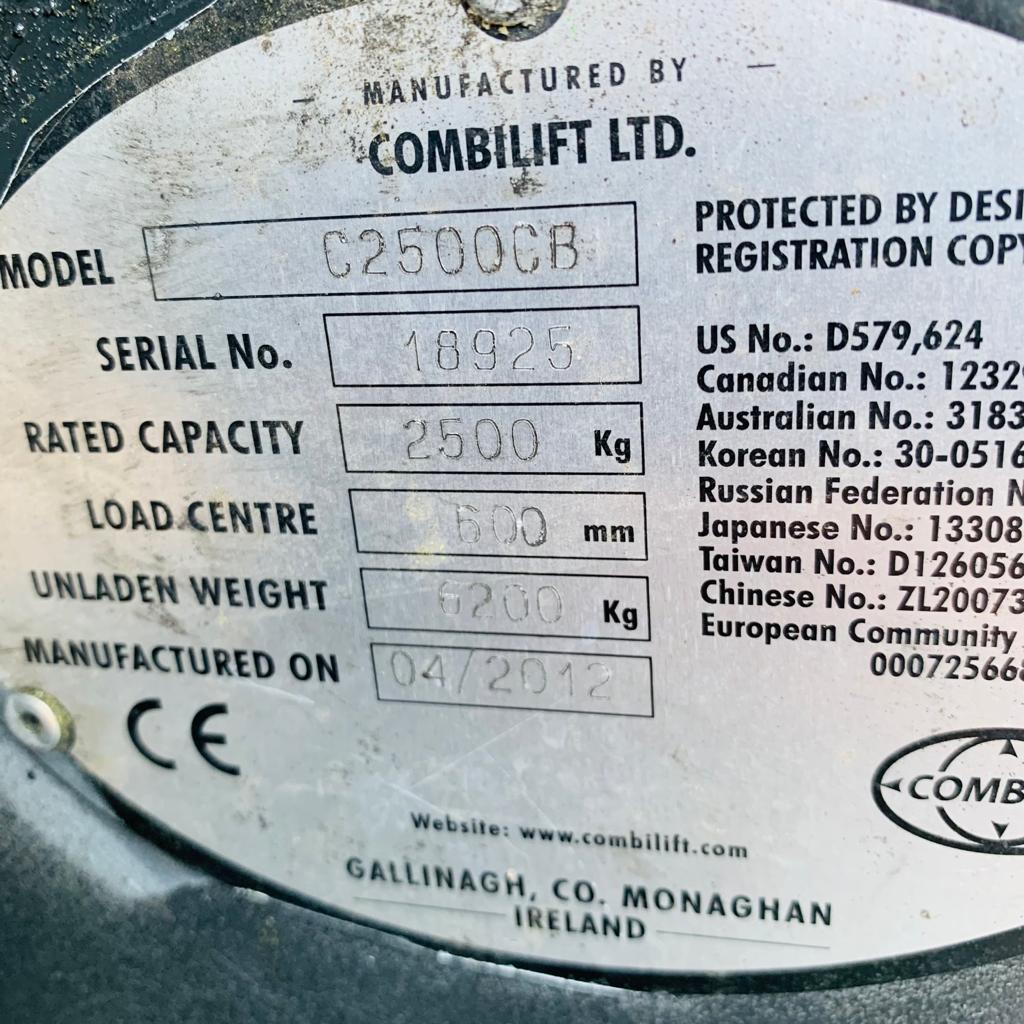 MANUFACTURED BY
COMBILIFT LTD.
MODEL C2500CB
SERIAL No. 18925
RATED CAPACITY 2500 Kg
LOAD CENTRE 600 mm
UNLADEN WEIGHT 6200 Kg
MANUFACTURED ON 04/2012
CE
PROTECTED BY DESI
REGISTRATION COPY
US No.: D579,624
Canadian No.: 1232
Australian No.: 3183
Korean No.: 30-0516
Russian Federation N
Japanese No.: 13308
Taiwan No.: D126056
Chinese No.: ZL20073
European Community
000725668
COMB
Website: www.combilift.com
GALLINAGH, CO. MONAGHAN
IRELAND